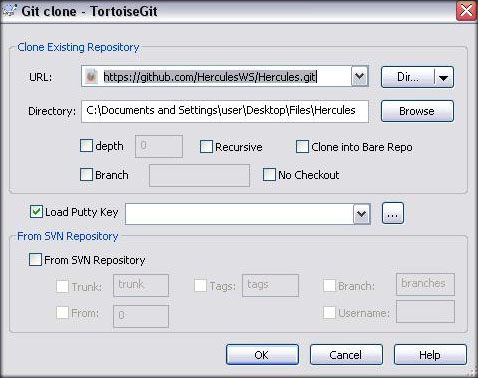 Git clone - TortoiseGit
Clone Existing Repository
URL: https://github.com/HerculesWS/Hercules.git Dir...
Directory: C:\Documents and Settings\user\Desktop\Files\Hercules Browse
depth 0 Recursive Clone into Bare Repo
Branch No Checkout
Load Putty Key ...
From SVN Repository
From SVN Repository
Trunk: trunk Tags: tags Branch: branches
From: 0 Username:
OK Cancel Help